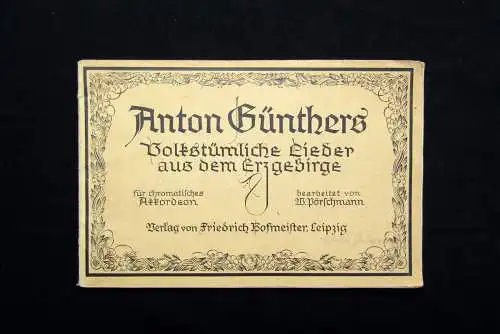 Anton Günthers
Volkstümliche Lieder
aus dem Erzgebirge
für chromatisches
Akkordeon
bearbeitet von
W. Pörschmann
Verlag von Friedrich Hofmeister, Leipzig